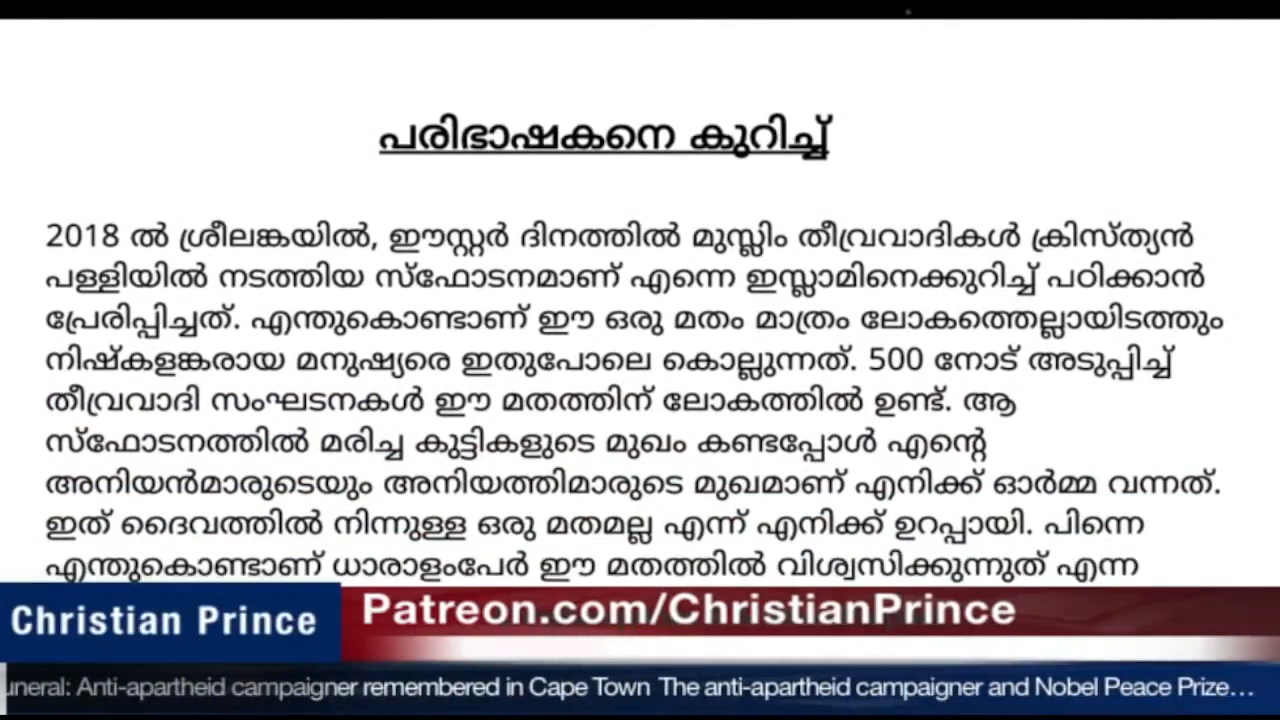 പരിഭാഷകനെ കുറിച്ച്
2018 ൽ ശ്രീലങ്കയിൽ, ഈസ്റ്റർ ദിനത്തിൽ മുസ്ലിം തീവ്രവാദികൾ ക്രിസ്ത്യൻ
പള്ളിയിൽ നടത്തിയ സ്ഫോടനമാണ് എന്നെ ഇസ്ലാമിനെക്കുറിച്ച് പഠിക്കാൻ
പ്രേരിപ്പിച്ചത്. എന്തുകൊണ്ടാണ് ഈ ഒരു മതം മാത്രം ലോകത്തെല്ലായിടത്തും
നിഷ്കളങ്കരായ മനുഷ്യരെ ഇതുപോലെ കൊല്ലുന്നത്. 500 നോട് അടുപ്പിച്ച്
തീവ്രവാദി സംഘടനകൾ ഈ മതത്തിന് ലോകത്തിൽ ഉണ്ട്. ആ
സ്ഫോടനത്തിൽ മരിച്ച കുട്ടികളുടെ മുഖം കണ്ടപ്പോൾ എന്റെ
അനിയൻമാരുടെയും അനിയത്തിമാരുടെ മുഖമാണ് എനിക്ക് ഓർമ്മ വന്നത്.
ഇത് ദൈവത്തിൽ നിന്നുള്ള ഒരു മതമല്ല എന്ന് എനിക്ക് ഉറപ്പായി. പിന്നെ
എന്തുകൊണ്ടാണ് ധാരാളംപേർ ഈ മതത്തിൽ വിശ്വസിക്കുന്നുത് എന്ന
Christian Prince
Patreon.com/ChristianPrince
uneral: Anti-apartheid campaigner remembered in Cape Town The anti-apartheid campaigner and Nobel Peace Prize…